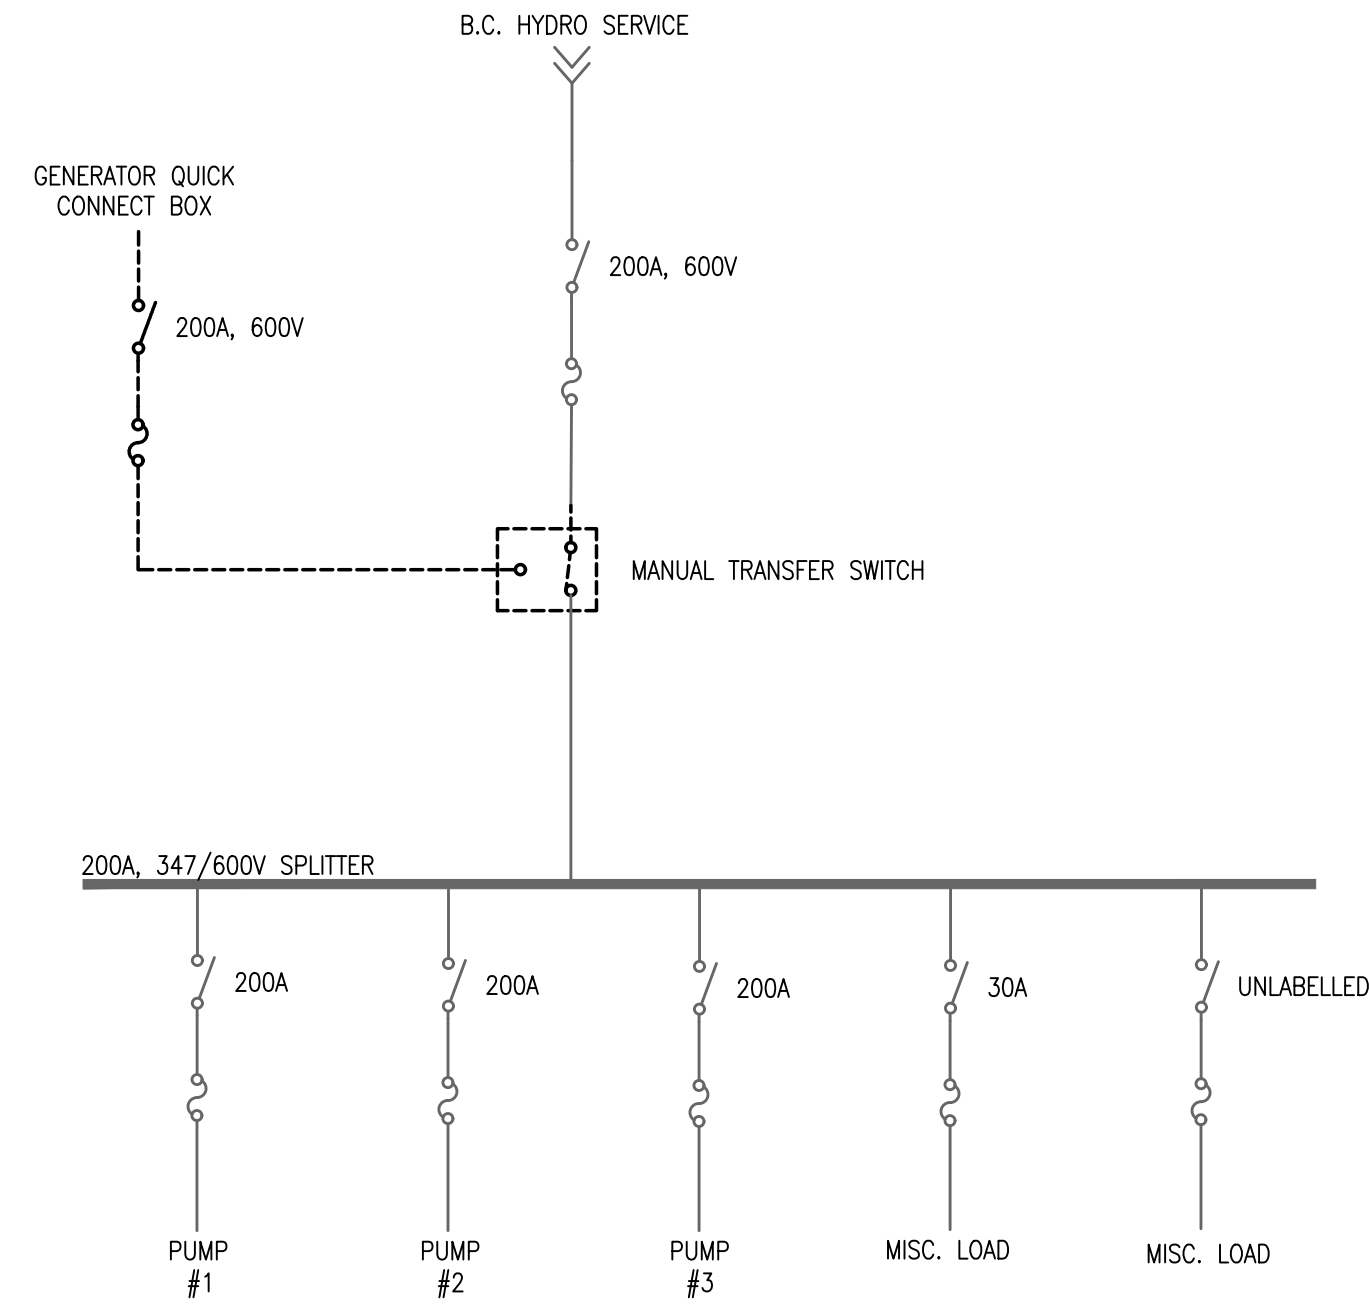 B.C. HYDRO SERVICE
GENERATOR QUICK
CONNECT BOX
200A, 600V
200A, 600V
MANUAL TRANSFER SWITCH
200A, 347/600V SPLITTER
200A
200A
200A
30A
UNLABELLED
PUMP
#1
PUMP
#2
PUMP
#3
MISC. LOAD
MISC. LOAD